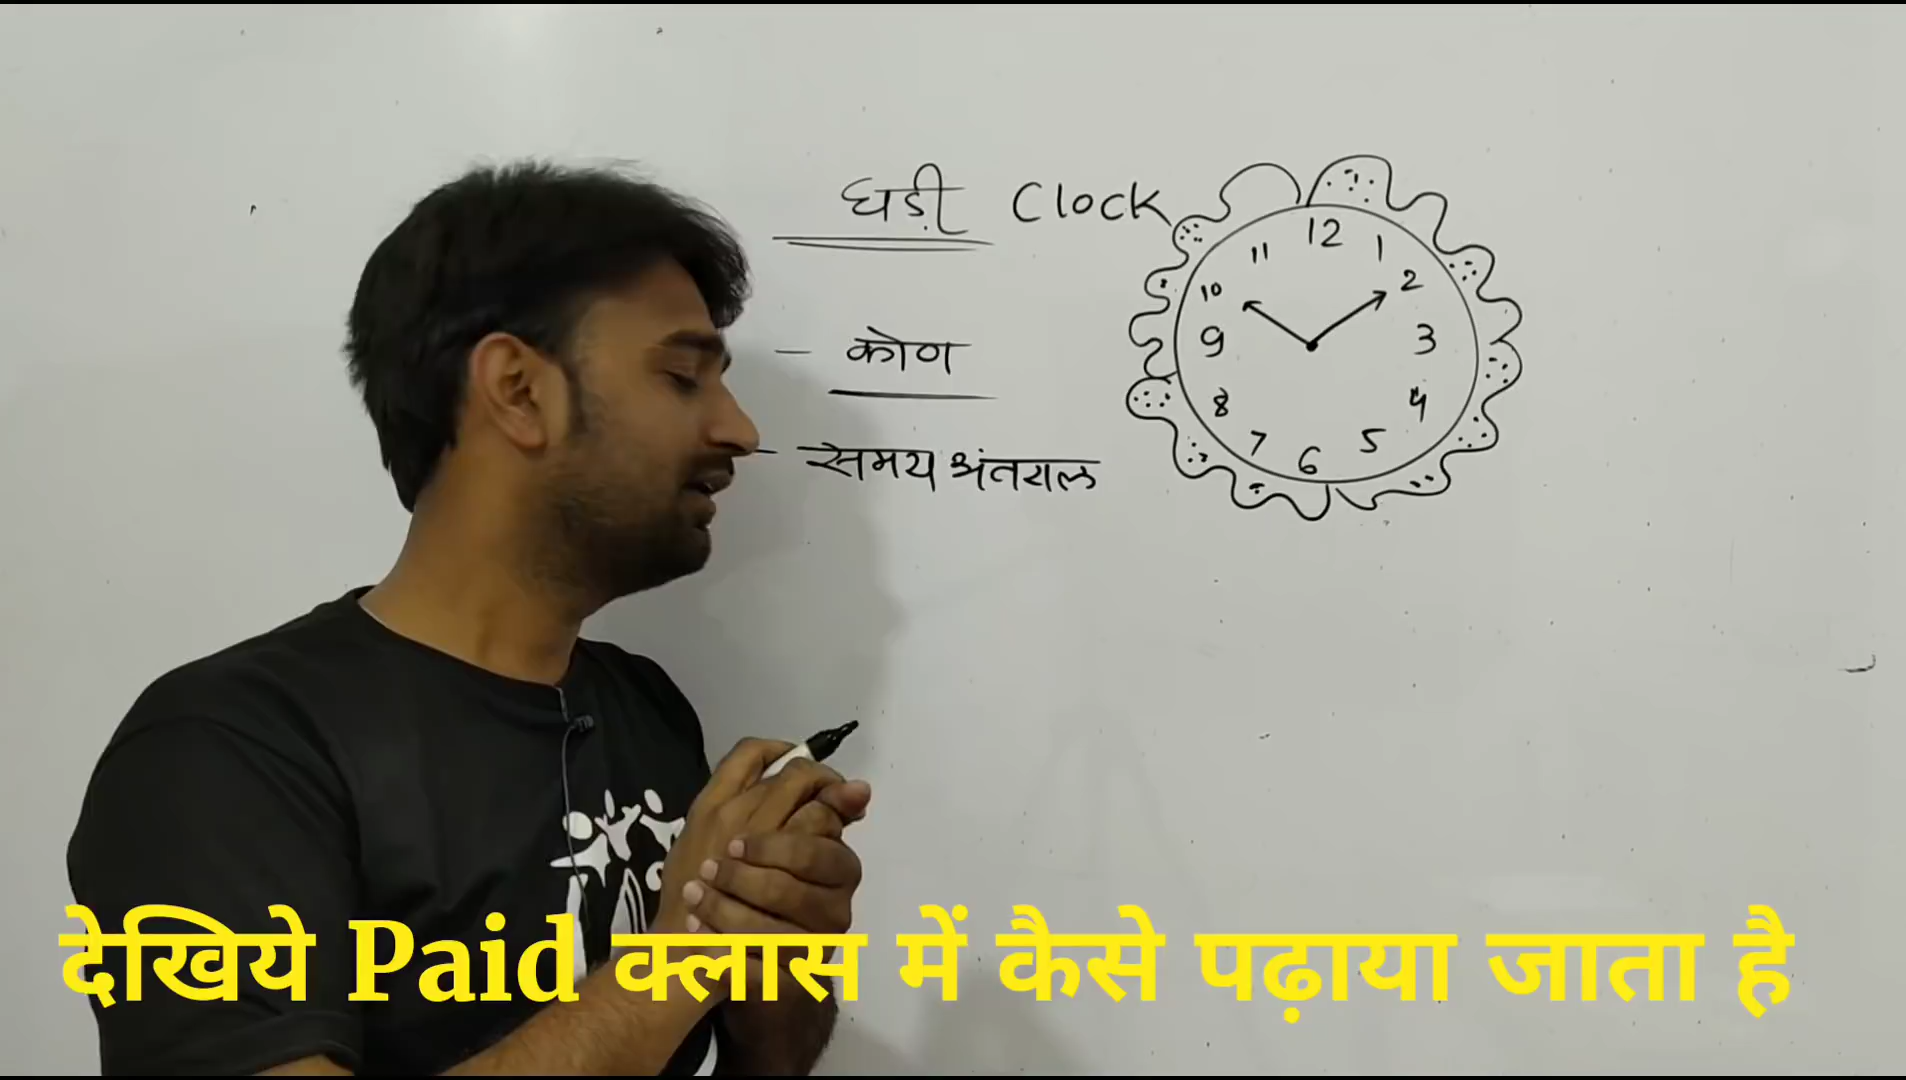 घड़ी Clock
- कोण
- समय अंतराल
12
11 1
10 2
9 3
8 4
7 5
6
देखिये Paid क्लास में कैसे पढ़ाया जाता है